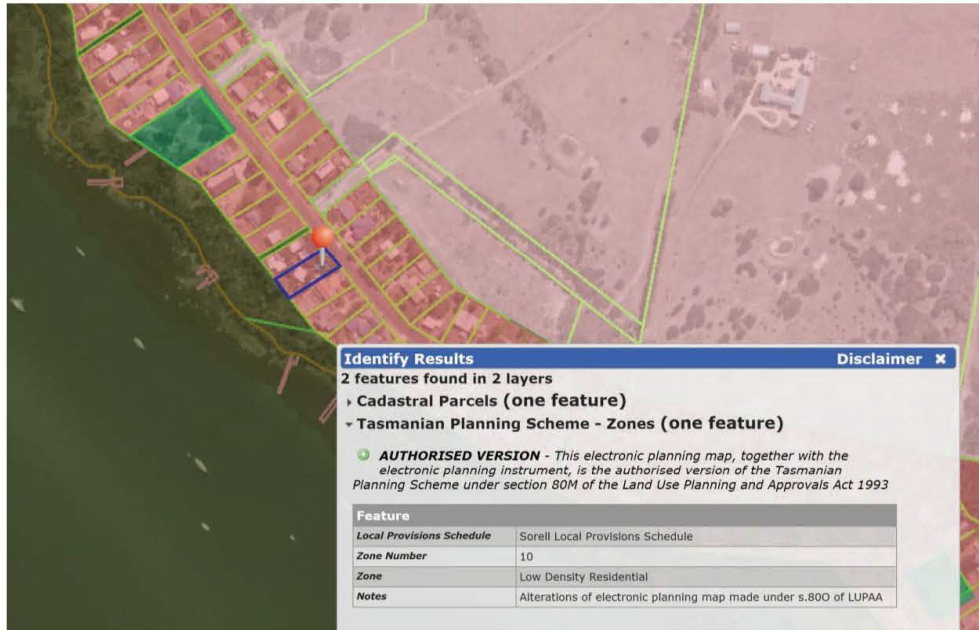 Identify Results Disclaimer ✖
2 features found in 2 layers
Cadastral Parcels (one feature)
Tasmanian Planning Scheme - Zones (one feature)
AUTHORISED VERSION - This electronic planning map, together with the
electronic planning instrument, is the authorised version of the Tasmanian
Planning Scheme under section 80M of the Land Use Planning and Approvals Act 1993
Feature
Local Provisions Schedule Sorell Local Provisions Schedule
Zone Number 10
Zone Low Density Residential
Notes Alterations of electronic planning map made under s.80O of LUPAA